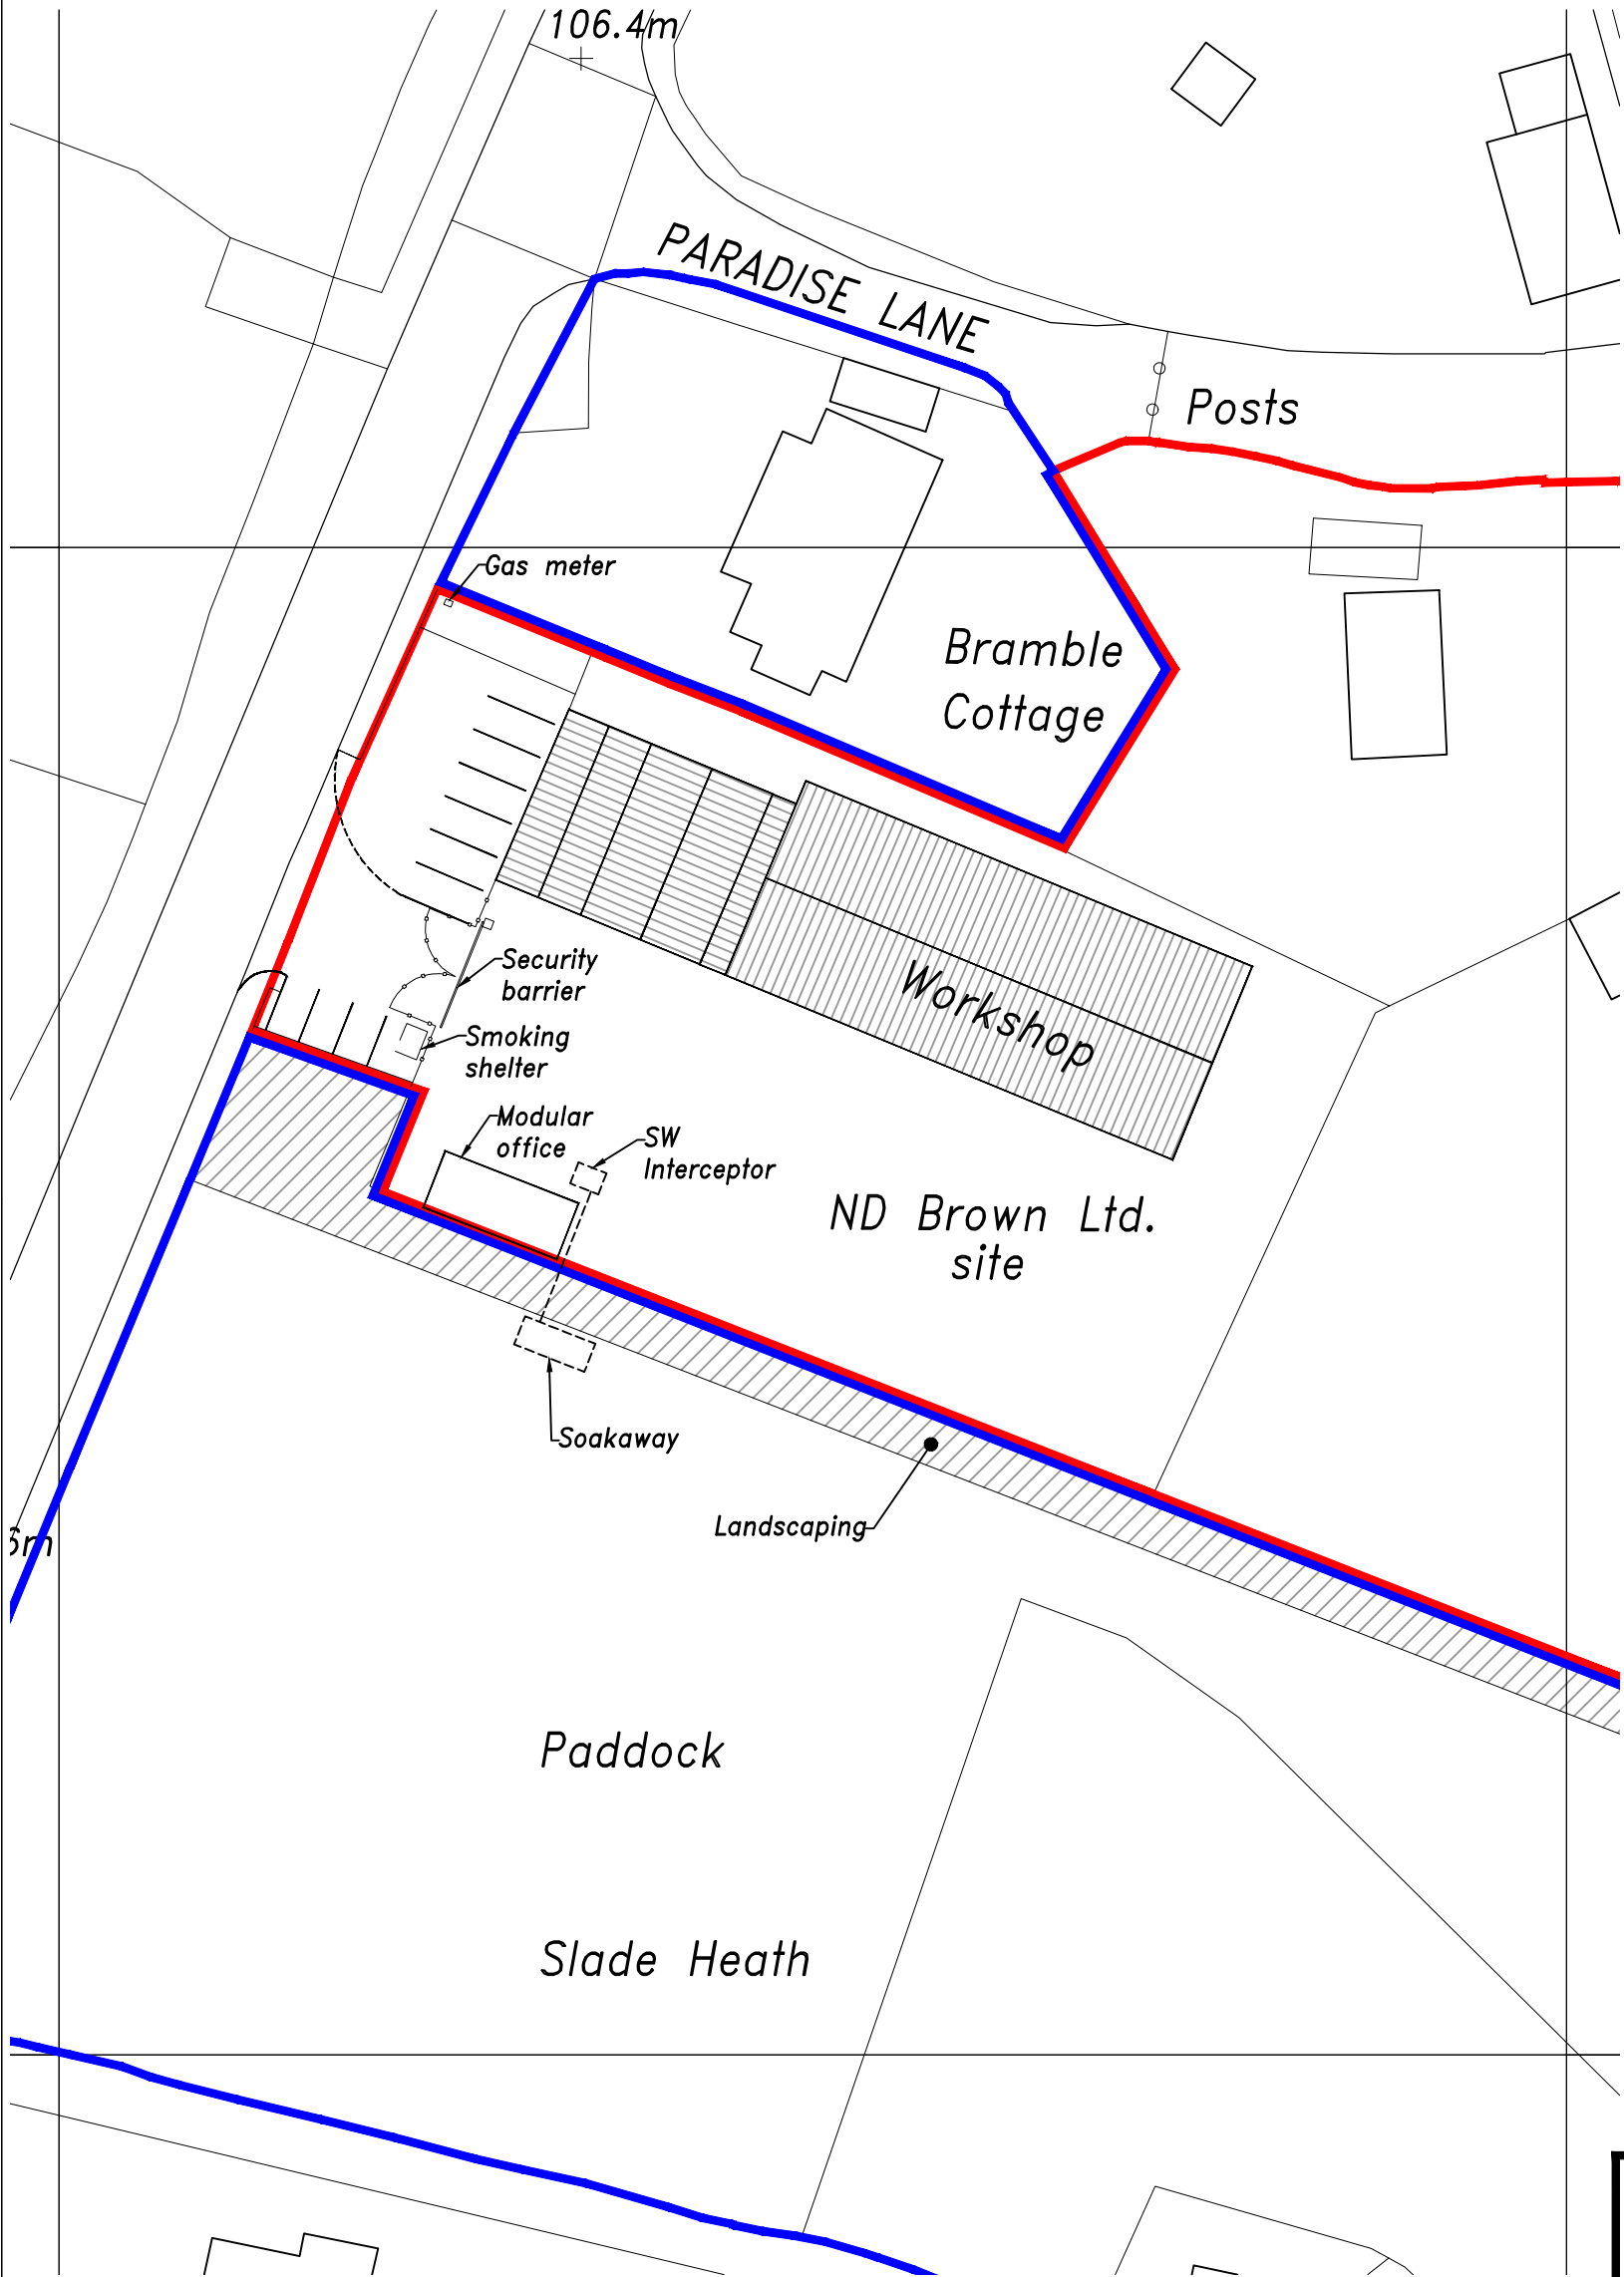 106.4m
PARADISE LANE
Posts
Gas meter
Bramble
Cottage
Security
barrier
Workshop
Smoking
shelter
Modular
office
SW
Interceptor
ND Brown Ltd.
site
Soakaway
Landscaping
6m
Paddock
Slade Heath